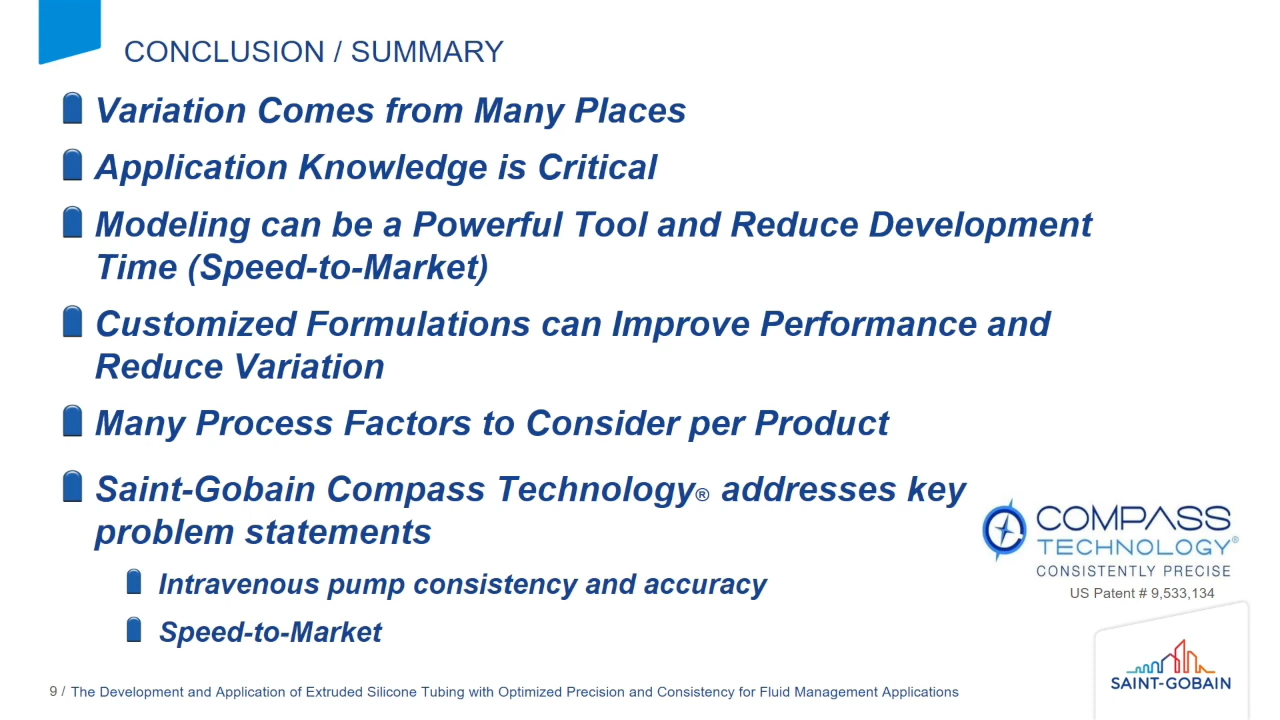 CONCLUSION / SUMMARY
Variation Comes from Many Places
Application Knowledge is Critical
Modeling can be a Powerful Tool and Reduce Development
Time (Speed-to-Market)
Customized Formulations can Improve Performance and
Reduce Variation
Many Process Factors to Consider per Product
Saint-Gobain Compass Technology® addresses key
problem statements
Intravenous pump consistency and accuracy
Speed-to-Market
COMPASS
TECHNOLOGY®
CONSISTENTLY PRECISE
US Patent # 9,533,134
SAINT-GOBAIN
9 / The Development and Application of Extruded Silicone Tubing with Optimized Precision and Consistency for Fluid Management Applications